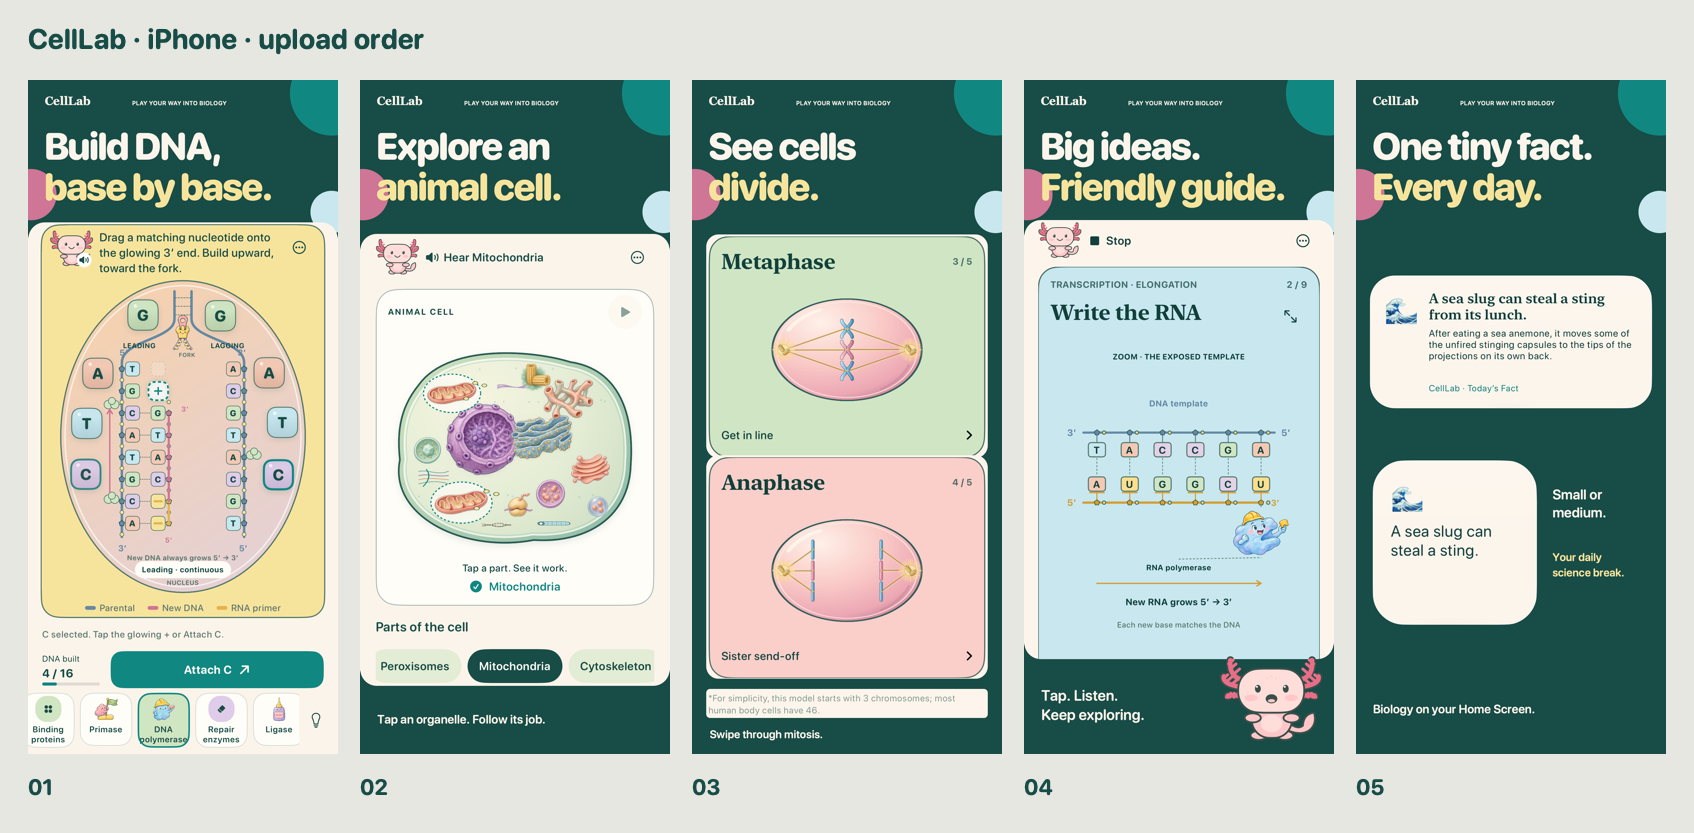 CellLab · iPhone · upload order
CellLab
PLAY YOUR WAY INTO BIOLOGY
Build DNA,
base by base.
Drag a matching nucleotide onto
the glowing 3′ end. Build upward,
toward the fork.
G
G
LEADING
LAGGING
5′
3′
FORK
A
A
T
A
G
+
C
C
G
3′
G
T
T
A
T
T
T
A
A
C
C
G
C
C
C
G
A
T
3′
5′
5′
New DNA always grows 5′ → 3′
Leading · continuous
NUCLEUS
Parental
New DNA
RNA primer
C selected. Tap the glowing + or Attach C.
DNA built
4 / 16
Attach C
Binding
proteins
Primase
DNA
polymerase
Repair
enzymes
Ligase
01
CellLab
PLAY YOUR WAY INTO BIOLOGY
Explore an
animal cell.
Hear Mitochondria
ANIMAL CELL
Tap a part. See it work.
Mitochondria
Parts of the cell
Peroxisomes
Mitochondria
Cytoskeleton
Tap an organelle. Follow its job.
02
CellLab
PLAY YOUR WAY INTO BIOLOGY
See cells
divide.
Metaphase
3 / 5
Get in line
Anaphase
4 / 5
Sister send-off
*For simplicity, this model starts with 3 chromosomes; most
human body cells have 46.
Swipe through mitosis.
03
CellLab
PLAY YOUR WAY INTO BIOLOGY
Big ideas.
Friendly guide.
Stop
TRANSCRIPTION · ELONGATION
2 / 9
Write the RNA
ZOOM · THE EXPOSED TEMPLATE
DNA template
3′
5′
T A C C G A
A U G G C U
5′
3′
RNA polymerase
New RNA grows 5′ → 3′
Each new base matches the DNA
Tap. Listen.
Keep exploring.
04
CellLab
PLAY YOUR WAY INTO BIOLOGY
One tiny fact.
Every day.
A sea slug can steal a sting
from its lunch.
After eating a sea anemone, it moves some of
the unfired stinging capsules to the tips of the
projections on its own back.
CellLab · Today's Fact
A sea slug can
steal a sting.
Small or
medium.
Your daily
science break.
Biology on your Home Screen.
05